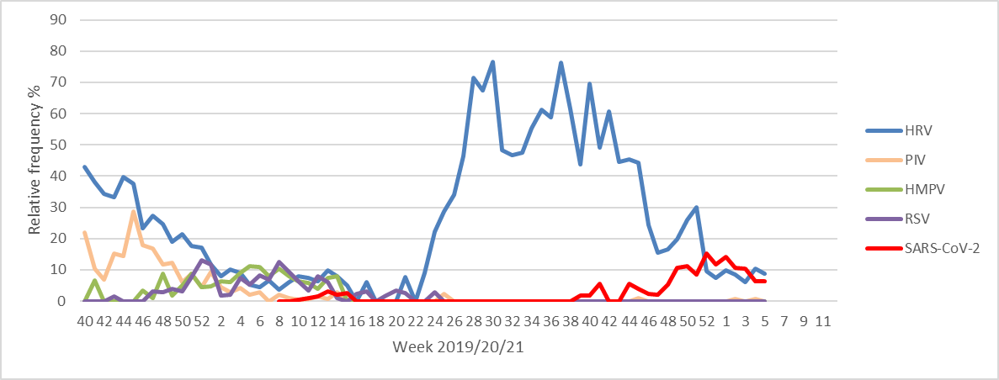 90
80
70
60
50
40
30
20
10
0
Relative frequency %
40 42 44 46 48 50 52 2 4 6 8 10 12 14 16 18 20 22 24 26 28 30 32 34 36 38 40 42 44 46 48 50 52 1 3 5 7 9 11
Week 2019/20/21
HRV
PIV
HMPV
RSV
SARS-CoV-2